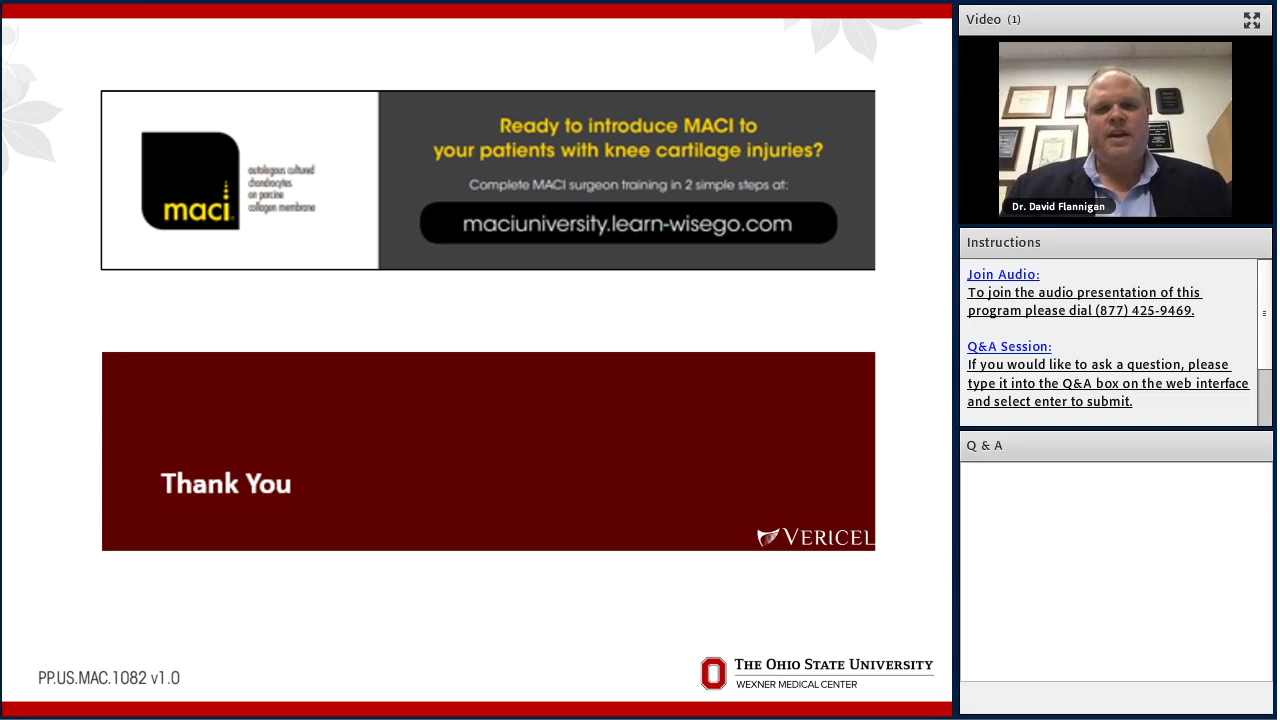 maci
autologous cultured
chondrocytes
on porcine
collagen membrane
Ready to introduce MACI to
your patients with knee cartilage injuries?
Complete MACI surgeon training in 2 simple steps at:
maciuniversity.learn-wisego.com
Thank You
VERICEL
PP.US.MAC.1082 v1.0
THE OHIO STATE UNIVERSITY
WEXNER MEDICAL CENTER
Video (1)
Dr. David Flannigan
Instructions
Join Audio:
To join the audio presentation of this
program please dial (877) 425-9469.
Q&A Session:
If you would like to ask a question, please
type it into the Q&A box on the web interface
and select enter to submit.
Q & A